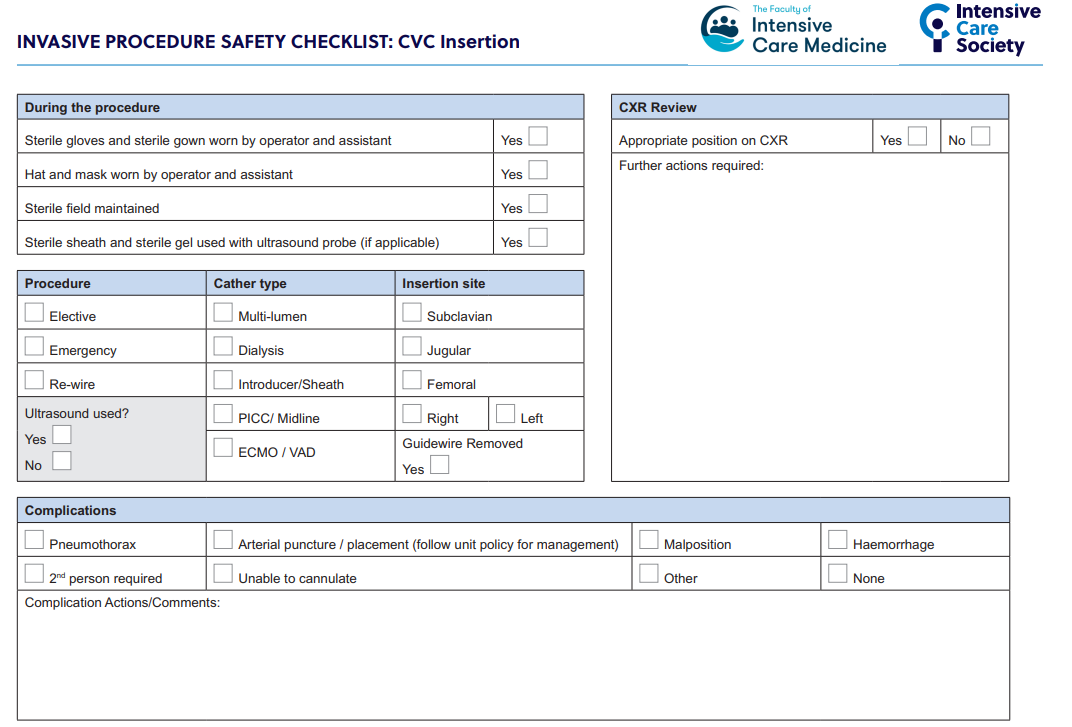 INVASIVE PROCEDURE SAFETY CHECKLIST: CVC Insertion
The Faculty of
Intensive
Care Medicine
Intensive
Care
Society
During the procedure
Sterile gloves and sterile gown worn by operator and assistant Yes
Hat and mask worn by operator and assistant Yes
Sterile field maintained Yes
Sterile sheath and sterile gel used with ultrasound probe (if applicable) Yes
CXR Review
Appropriate position on CXR Yes No
Further actions required:
Procedure Cather type Insertion site
Elective Multi-lumen Subclavian
Emergency Dialysis Jugular
Re-wire Introducer/Sheath Femoral
Ultrasound used? PICC/ Midline Right Left
Yes ECMO / VAD Guidewire Removed
No Yes
Complications
Pneumothorax Arterial puncture / placement (follow unit policy for management) Malposition Haemorrhage
2nd person required Unable to cannulate Other None
Complication Actions/Comments: